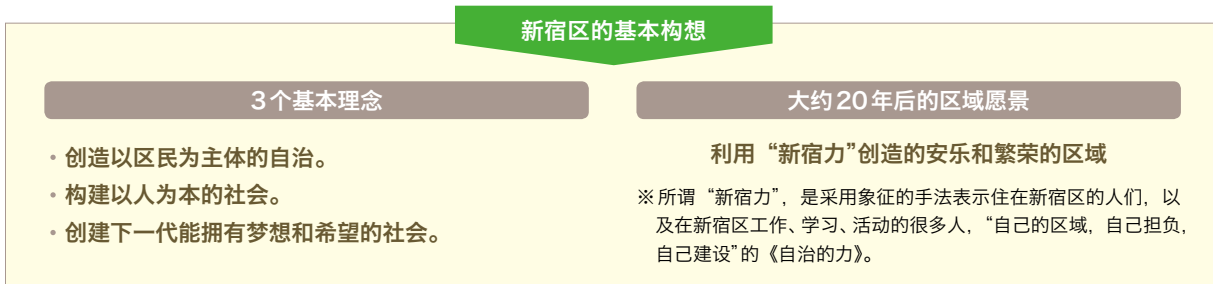 新宿区的基本构想
3个基本理念
・创造以区民为主体的自治。
・构建以人为本的社会。
・创建下一代能拥有梦想和希望的社会。
大约20年后的区域愿景
利用“新宿力”创造的安乐和繁荣的区域
※所谓“新宿力”，是采用象征的手法表示住在新宿区的人们，以
及在新宿区工作、学习、活动的很多人，“自己的区域，自己担负，
自己建设”的《自治的力》。